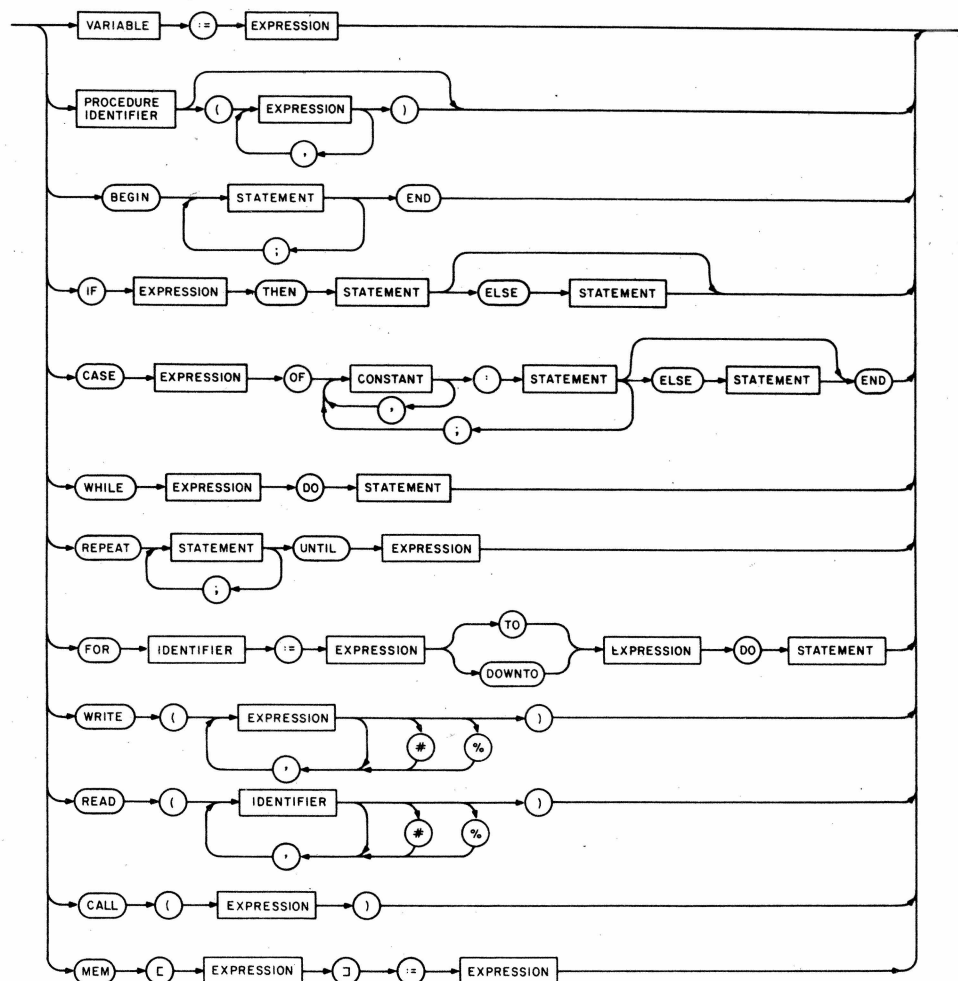 VARIABLE := EXPRESSION
PROCEDURE
IDENTIFIER ( EXPRESSION )
,
BEGIN STATEMENT END
;
IF EXPRESSION THEN STATEMENT ELSE STATEMENT
CASE EXPRESSION OF CONSTANT : STATEMENT ELSE STATEMENT END
,
;
WHILE EXPRESSION DO STATEMENT
REPEAT STATEMENT UNTIL EXPRESSION
;
TO
FOR IDENTIFIER := EXPRESSION EXPRESSION DO STATEMENT
DOWNTO
WRITE ( EXPRESSION )
# %
,
READ ( IDENTIFIER )
# %
,
CALL ( EXPRESSION )
MEM [ EXPRESSION ] := EXPRESSION